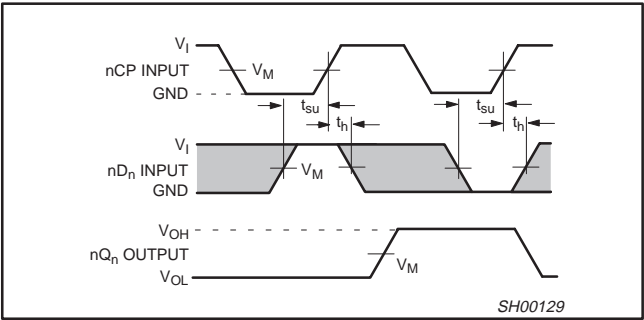 V_I
nCP INPUT
V_M
GND
t_su
t_su
t_h
t_h
V_I
nD_n INPUT
V_M
GND
V_OH
nQ_n OUTPUT
V_M
V_OL
SH00129